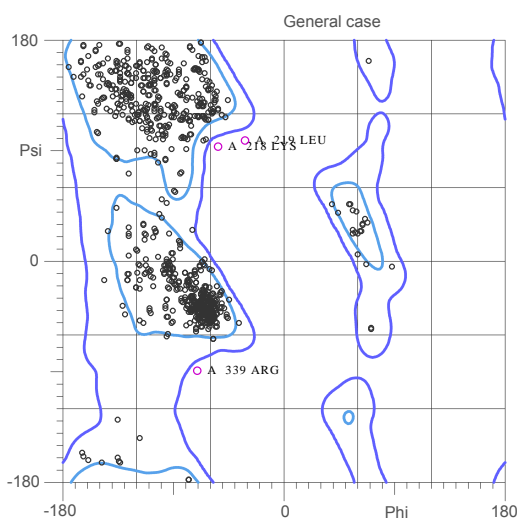 General case
180
A 219 LEU
A 218 LYS
Psi
0
A 339 ARG
-180
-180 0 Phi 180